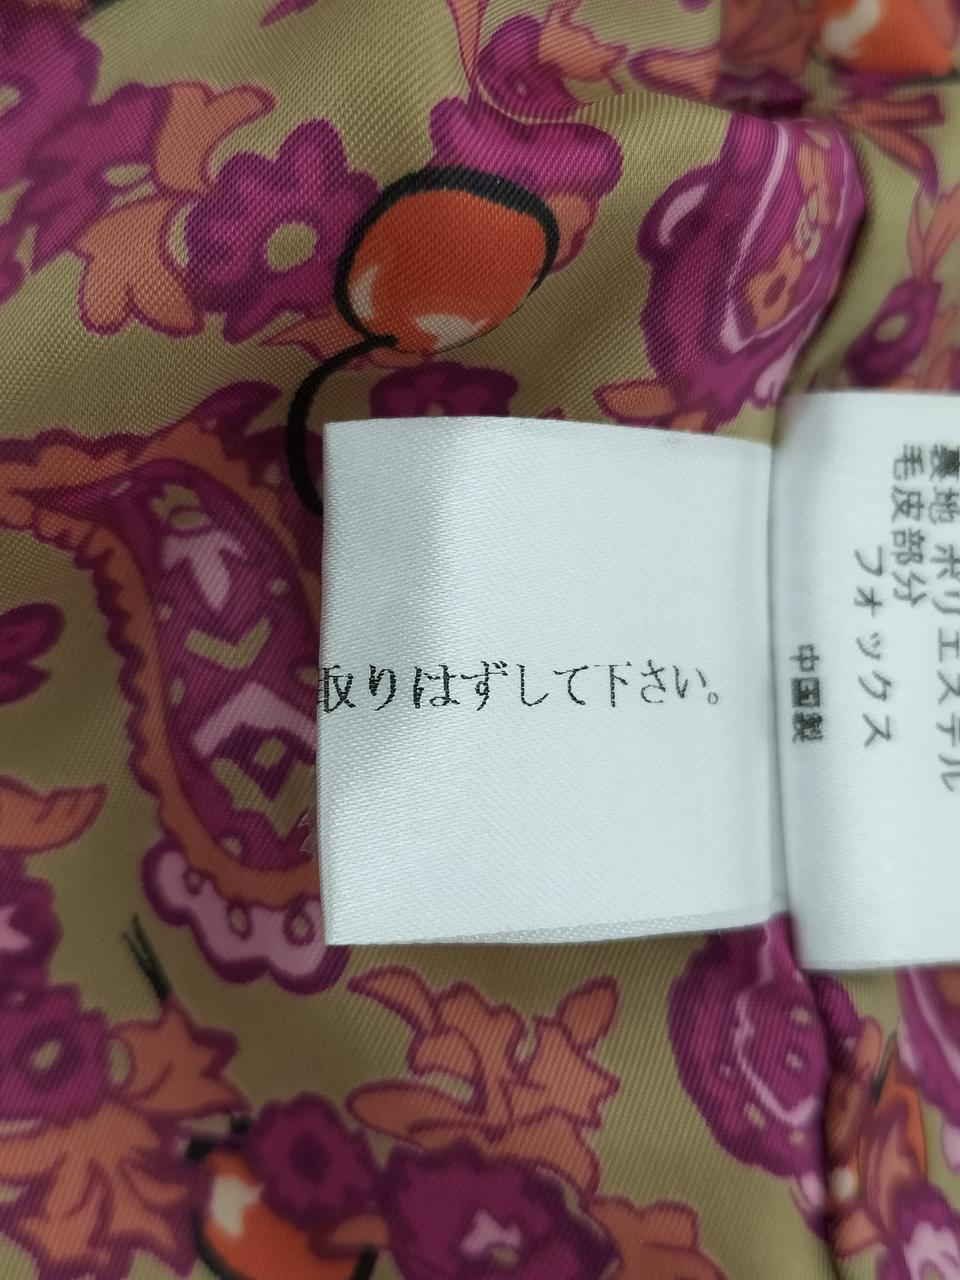 取りはずして下さい。
裏地 ポリエステル
毛皮部分
フォックス
中国製